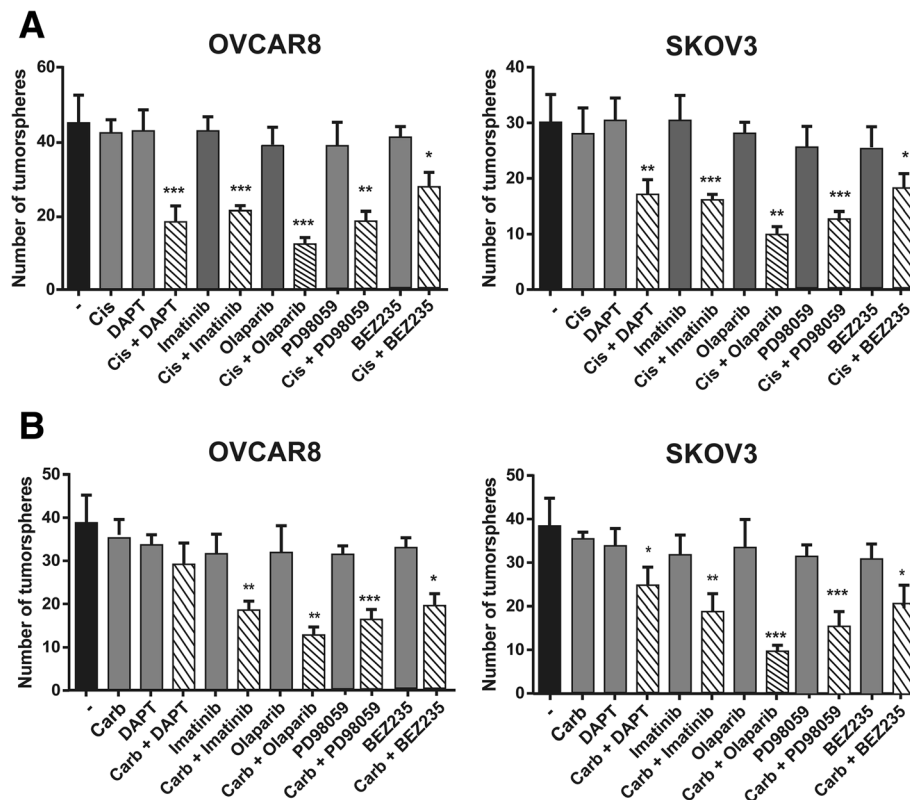 A
OVCAR8
Number of tumorspheres
60
40
20
0
***
***
***
**
*
-
Cis
DAPT
Cis + DAPT
Imatinib
Cis + Imatinib
Olaparib
Cis + Olaparib
PD98059
Cis + PD98059
BEZ235
Cis + BEZ235
SKOV3
Number of tumorspheres
40
30
20
10
0
**
***
**
***
*
-
Cis
DAPT
Cis + DAPT
Imatinib
Cis + Imatinib
Olaparib
Cis + Olaparib
PD98059
Cis + PD98059
BEZ235
Cis + BEZ235
B
OVCAR8
Number of tumorspheres
50
40
30
20
10
0
**
**
***
*
-
Carb
DAPT
Carb + DAPT
Imatinib
Carb + Imatinib
Olaparib
Carb + Olaparib
PD98059
Carb + PD98059
BEZ235
Carb + BEZ235
SKOV3
Number of tumorspheres
50
40
30
20
10
0
*
**
***
***
*
-
Carb
DAPT
Carb + DAPT
Imatinib
Carb + Imatinib
Olaparib
Carb + Olaparib
PD98059
Carb + PD98059
BEZ235
Carb + BEZ235